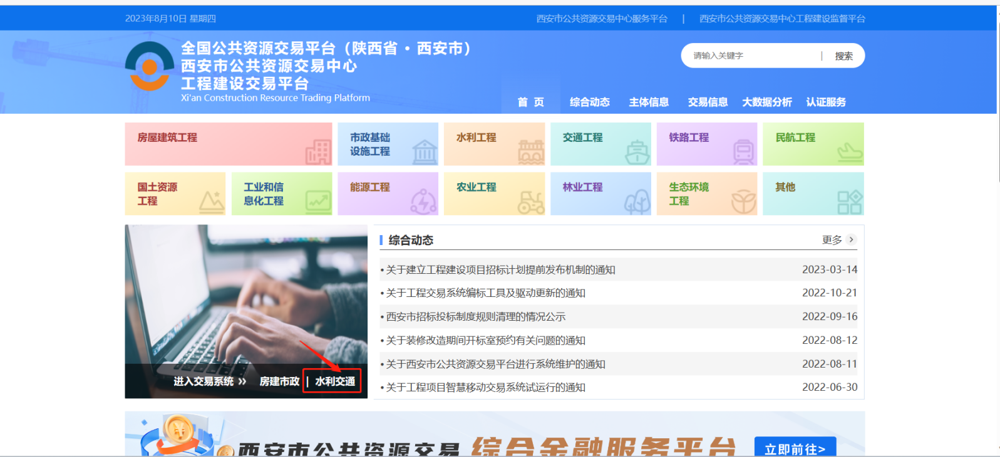 2023年8月10日 星期四
西安市公共资源交易中心服务平台 | 西安市公共资源交易中心工程建设监督平台
全国公共资源交易平台（陕西省·西安市）
西安市公共资源交易中心
工程建设交易平台
Xi'an Construction Resource Trading Platform
请输入关键字 | 搜索
首 页 综合动态 主体信息 交易信息 大数据分析 认证服务
房屋建筑工程
市政基础
设施工程
水利工程
交通工程
铁路工程
民航工程
国土资源
工程
工业和信
息化工程
能源工程
农业工程
林业工程
生态环境
工程
其他
进入交易系统 » 房建市政 | 水利交通
综合动态 更多 >
•关于建立工程建设项目招标计划提前发布机制的通知 2023-03-14
•关于工程交易系统编标工具及驱动更新的通知 2022-10-21
•西安市招标投标制度规则清理的情况公示 2022-09-16
•关于装修改造期间开标室预约有关问题的通知 2022-08-12
•关于西安市公共资源交易平台进行系统维护的通知 2022-08-11
•关于工程项目智慧移动交易系统试运行的通知 2022-06-30
西安市公共资源交易 综合金融服务平台 立即前往>